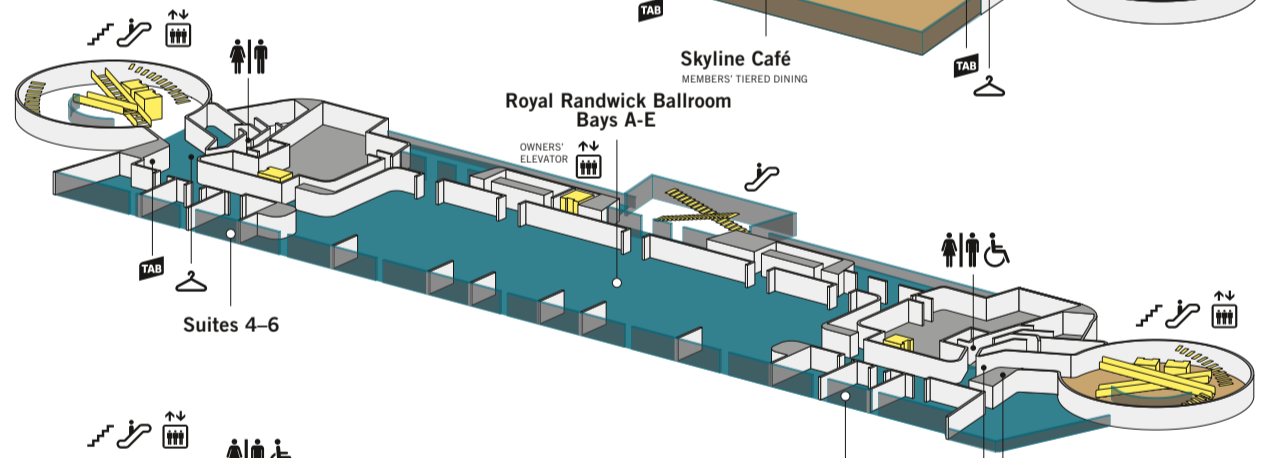 TAB
Skyline Café
MEMBERS' TIERED DINING
TAB
Royal Randwick Ballroom
Bays A-E
OWNERS'
ELEVATOR
TAB
Suites 4–6